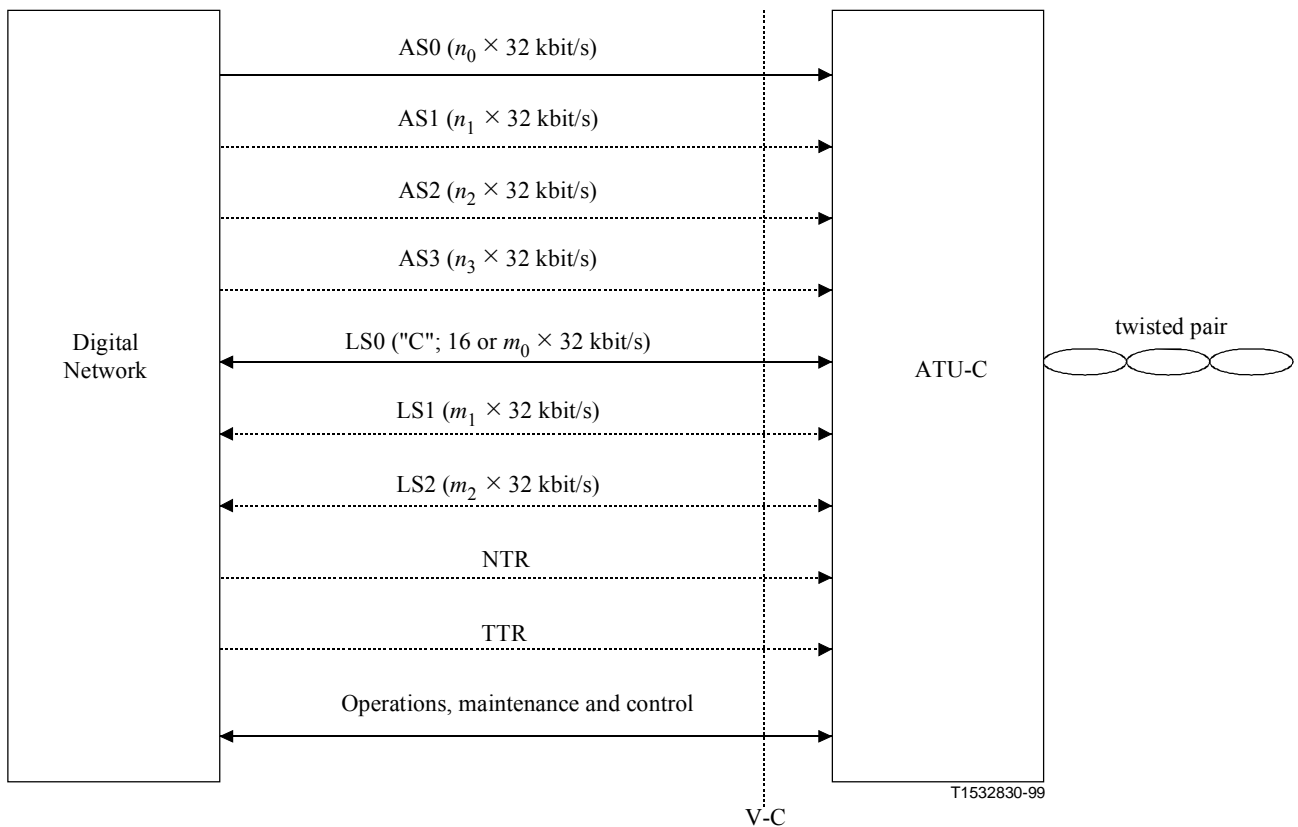 AS0 (n0 × 32 kbit/s)
AS1 (n1 × 32 kbit/s)
AS2 (n2 × 32 kbit/s)
AS3 (n3 × 32 kbit/s)
Digital
Network
LS0 ("C"; 16 or m0 × 32 kbit/s)
ATU-C
twisted pair
LS1 (m1 × 32 kbit/s)
LS2 (m2 × 32 kbit/s)
NTR
TTR
Operations, maintenance and control
T1532830-99
V-C